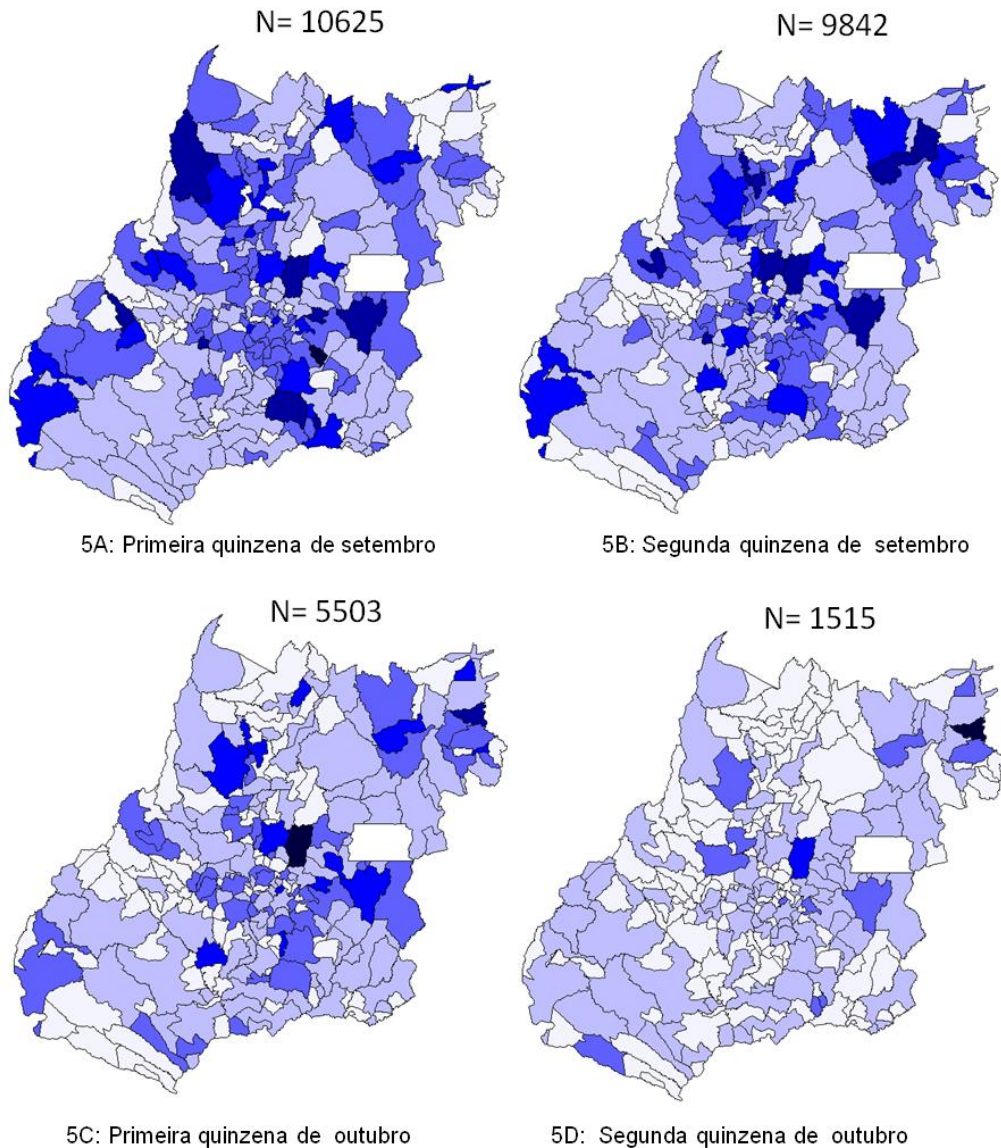 N= 10625
N= 9842
5A: Primeira quinzena de setembro
5B: Segunda quinzena de setembro
N= 5503
N= 1515
5C: Primeira quinzena de outubro
5D: Segunda quinzena de outubro